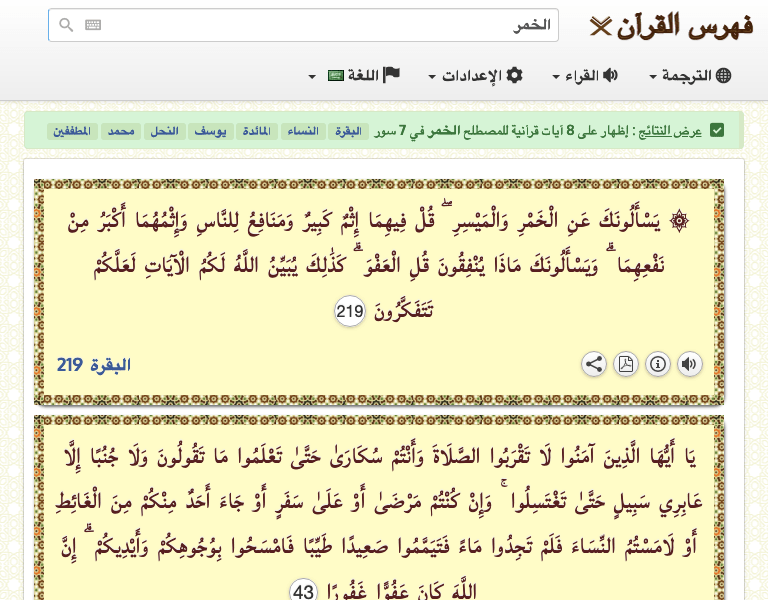 فهرس القرآن
الخمر
الترجمة القراء الإعدادات اللغة
عرض النتائج : إظهار على 8 آيات قرآنية للمصطلح الخمر في 7 سور البقرة النساء المائدة يوسف النحل محمد المطففين
۞ يَسْأَلُونَكَ عَنِ الْخَمْرِ وَالْمَيْسِرِ ۖ قُلْ فِيهِمَا إِثْمٌ كَبِيرٌ وَمَنَافِعُ لِلنَّاسِ وَإِثْمُهُمَا أَكْبَرُ مِنْ
نَفْعِهِمَا ۗ وَيَسْأَلُونَكَ مَاذَا يُنْفِقُونَ قُلِ الْعَفْوَ ۗ كَذَٰلِكَ يُبَيِّنُ اللَّهُ لَكُمُ الْآيَاتِ لَعَلَّكُمْ
تَتَفَكَّرُونَ 219
البقرة 219
يَا أَيُّهَا الَّذِينَ آمَنُوا لَا تَقْرَبُوا الصَّلَاةَ وَأَنْتُمْ سُكَارَىٰ حَتَّىٰ تَعْلَمُوا مَا تَقُولُونَ وَلَا جُنُبًا إِلَّا
عَابِرِي سَبِيلٍ حَتَّىٰ تَغْتَسِلُوا ۚ وَإِنْ كُنْتُمْ مَرْضَىٰ أَوْ عَلَىٰ سَفَرٍ أَوْ جَاءَ أَحَدٌ مِنْكُمْ مِنَ الْغَائِطِ
أَوْ لَامَسْتُمُ النِّسَاءَ فَلَمْ تَجِدُوا مَاءً فَتَيَمَّمُوا صَعِيدًا طَيِّبًا فَامْسَحُوا بِوُجُوهِكُمْ وَأَيْدِيكُمْ ۗ إِنَّ
اللَّهَ كَانَ عَفُوًّا غَفُورًا 43